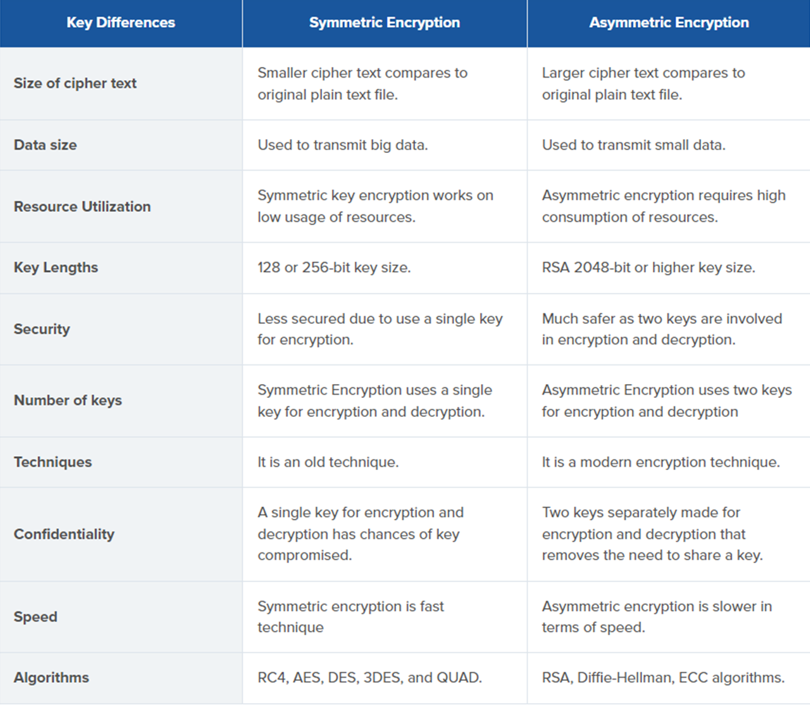 Key Differences Symmetric Encryption Asymmetric Encryption
Size of cipher text
Smaller cipher text compares to
original plain text file.
Larger cipher text compares to
original plain text file.
Data size
Used to transmit big data.
Used to transmit small data.
Resource Utilization
Symmetric key encryption works on
low usage of resources.
Asymmetric encryption requires high
consumption of resources.
Key Lengths
128 or 256-bit key size.
RSA 2048-bit or higher key size.
Security
Less secured due to use a single key
for encryption.
Much safer as two keys are involved
in encryption and decryption.
Number of keys
Symmetric Encryption uses a single
key for encryption and decryption.
Asymmetric Encryption uses two keys
for encryption and decryption
Techniques
It is an old technique.
It is a modern encryption technique.
Confidentiality
A single key for encryption and
decryption has chances of key
compromised.
Two keys separately made for
encryption and decryption that
removes the need to share a key.
Speed
Symmetric encryption is fast
technique
Asymmetric encryption is slower in
terms of speed.
Algorithms
RC4, AES, DES, 3DES, and QUAD.
RSA, Diffie-Hellman, ECC algorithms.